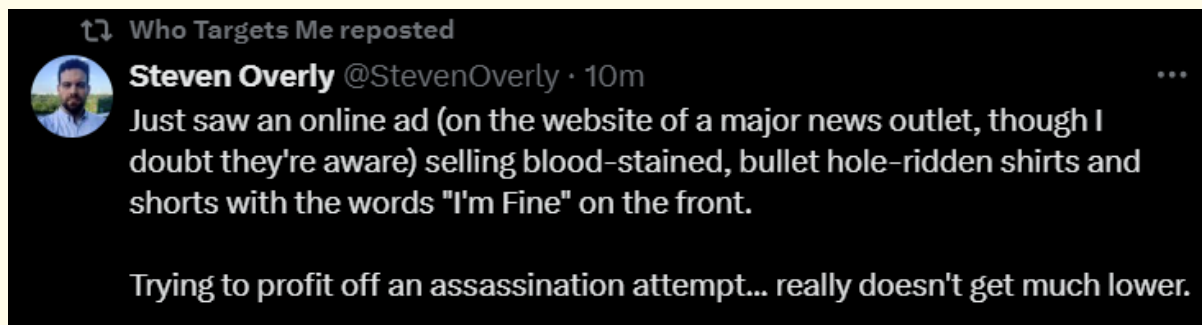 Who Targets Me reposted
Steven Overly @StevenOverly · 10m
Just saw an online ad (on the website of a major news outlet, though I
doubt they're aware) selling blood-stained, bullet hole-ridden shirts and
shorts with the words "I'm Fine" on the front.
Trying to profit off an assassination attempt... really doesn't get much lower.